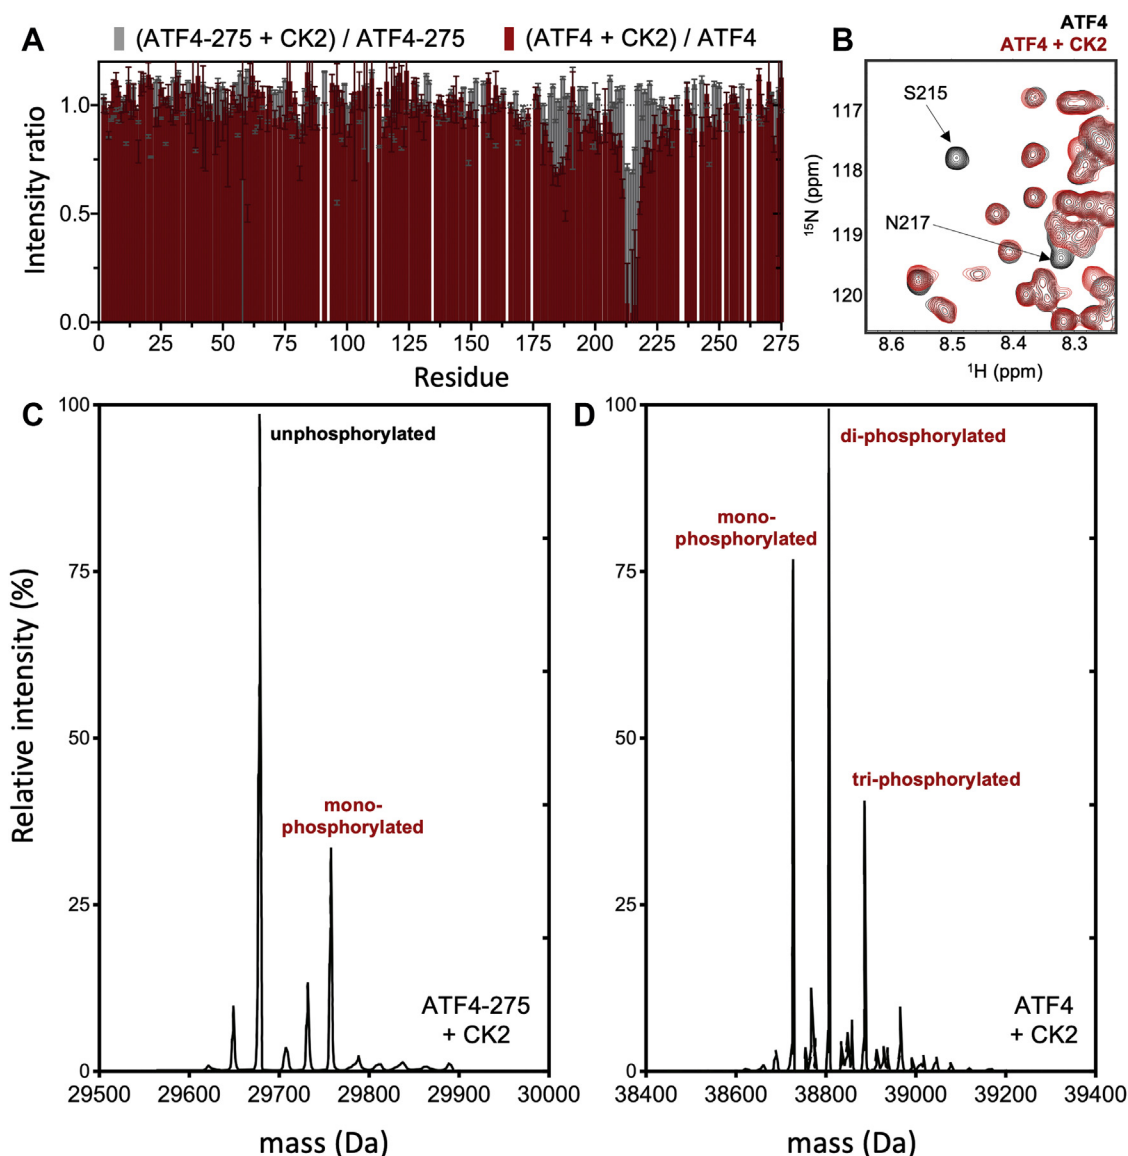 A
(ATF4-275 + CK2) / ATF4-275
(ATF4 + CK2) / ATF4
Intensity ratio
1.0
0.5
0.0
0 25 50 75 100 125 150 175 200 225 250 275
Residue
B
ATF4
ATF4 + CK2
S215
N217
117
118
119
120
15N (ppm)
8.6 8.5 8.4 8.3
1H (ppm)
C
100
75
50
25
0
Relative intensity (%)
unphosphorylated
mono-
phosphorylated
ATF4-275
+ CK2
29500 29600 29700 29800 29900 30000
mass (Da)
D
100
75
50
25
0
di-phosphorylated
mono-
phosphorylated
tri-phosphorylated
ATF4
+ CK2
38400 38600 38800 39000 39200 39400
mass (Da)